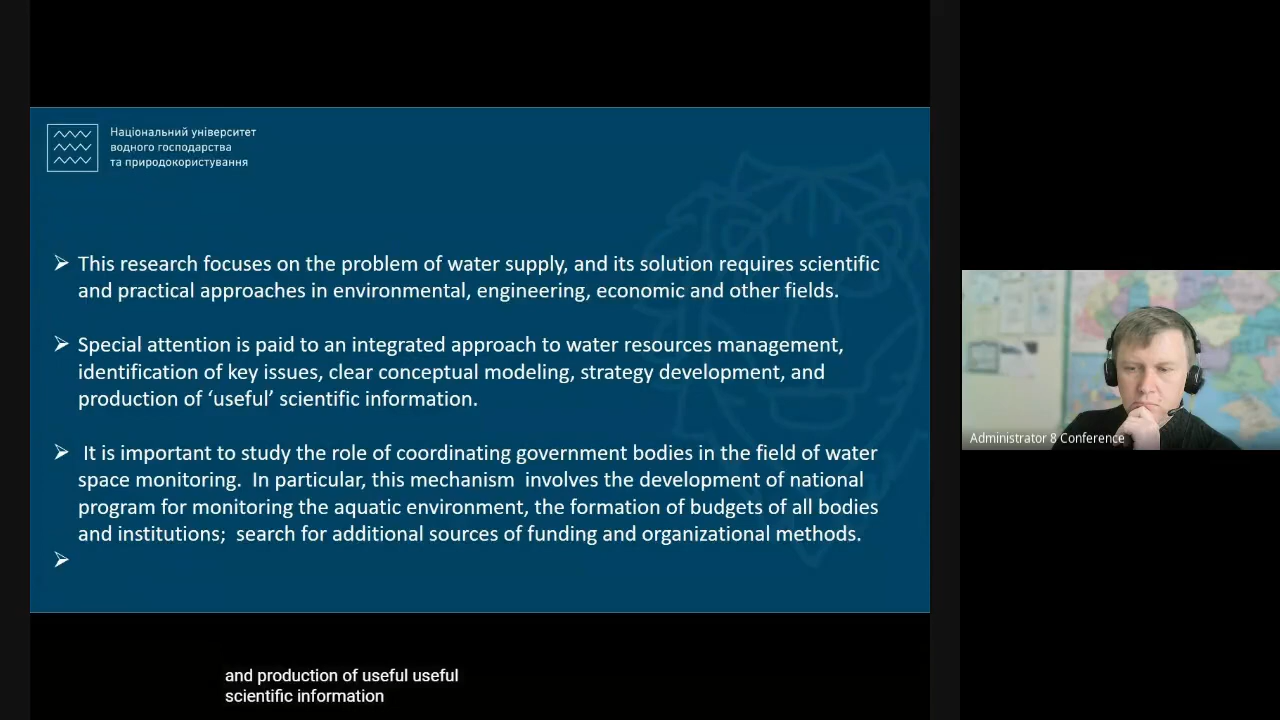 Національний університет
водного господарства
та природокористування
This research focuses on the problem of water supply, and its solution requires scientific
and practical approaches in environmental, engineering, economic and other fields.
Special attention is paid to an integrated approach to water resources management,
identification of key issues, clear conceptual modeling, strategy development, and
production of ‘useful’ scientific information.
It is important to study the role of coordinating government bodies in the field of water
space monitoring. In particular, this mechanism involves the development of national
program for monitoring the aquatic environment, the formation of budgets of all bodies
and institutions; search for additional sources of funding and organizational methods.
Administrator 8 Conference
and production of useful useful
scientific information